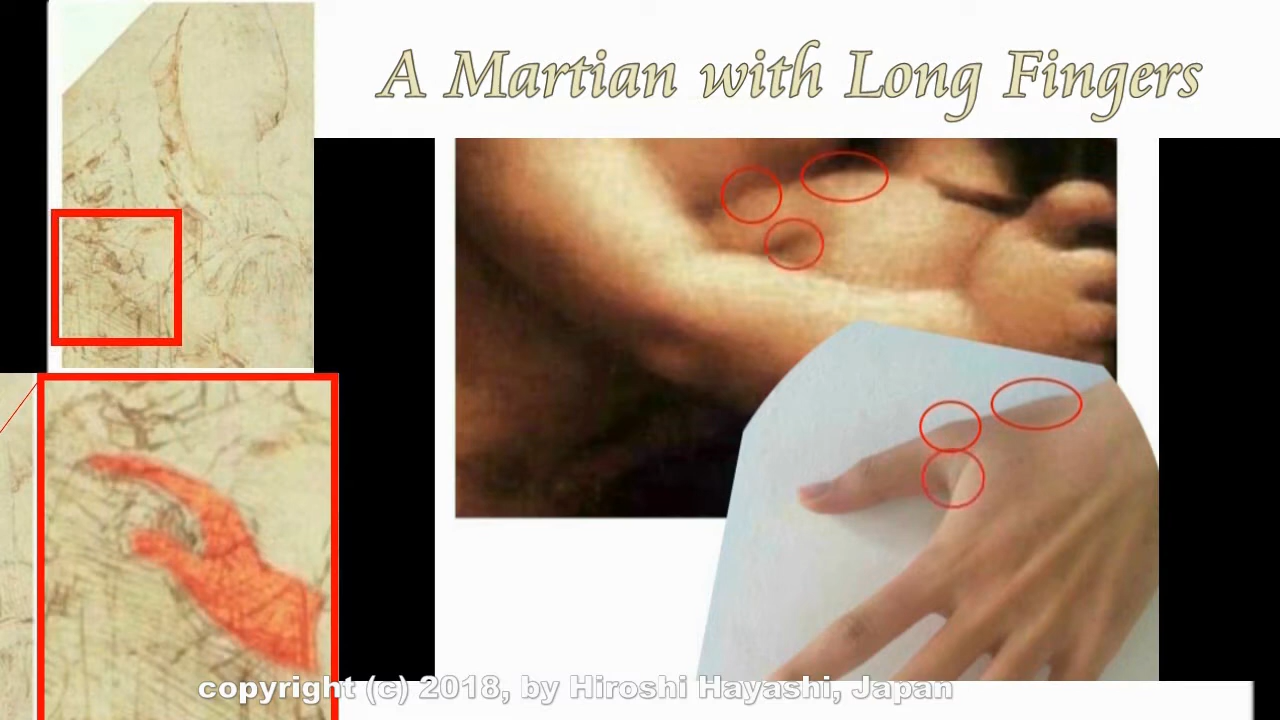 A Martian with Long Fingers
copyright (c) 2018, by Hiroshi Hayashi, Japan